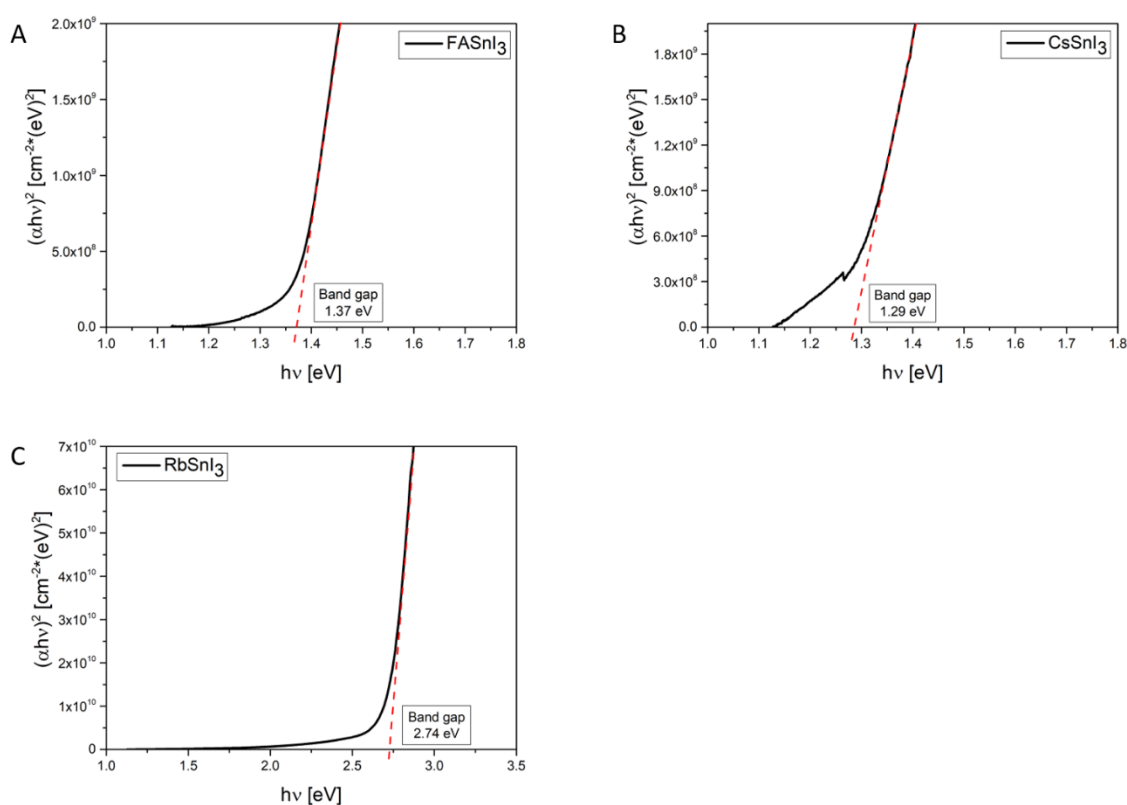 A
FASnI₃
(αhν)² [cm⁻²*(eV)²]
2.0x10⁹
1.5x10⁹
1.0x10⁹
5.0x10⁸
0.0
Band gap
1.37 eV
1.0 1.1 1.2 1.3 1.4 1.5 1.6 1.7 1.8
hν [eV]
B
CsSnI₃
(αhν)² [cm⁻²*(eV)²]
1.8x10⁹
1.5x10⁹
1.2x10⁹
9.0x10⁸
6.0x10⁸
3.0x10⁸
0.0
Band gap
1.29 eV
1.0 1.1 1.2 1.3 1.4 1.5 1.6 1.7 1.8
hν [eV]
C
RbSnI₃
(αhν)² [cm⁻²*(eV)²]
7x10¹⁰
6x10¹⁰
5x10¹⁰
4x10¹⁰
3x10¹⁰
2x10¹⁰
1x10¹⁰
0
Band gap
2.74 eV
1.0 1.5 2.0 2.5 3.0 3.5
hν [eV]